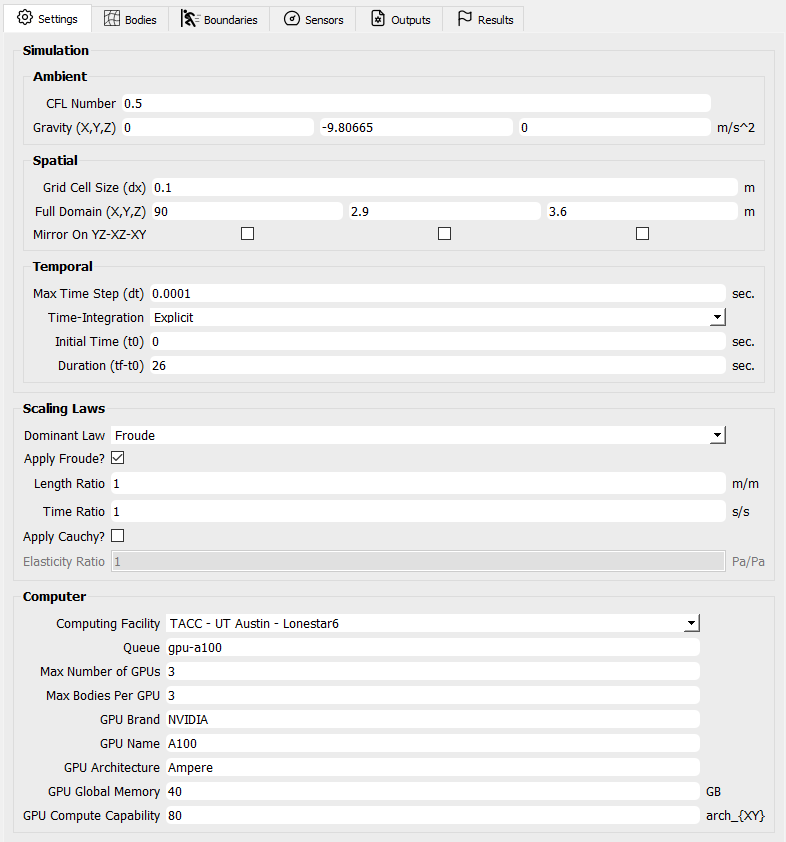 Settings Bodies Boundaries Sensors Outputs Results
Simulation
Ambient
CFL Number 0.5
Gravity (X,Y,Z) 0 -9.80665 0 m/s^2
Spatial
Grid Cell Size (dx) 0.1 m
Full Domain (X,Y,Z) 90 2.9 3.6 m
Mirror On YZ-XZ-XY
Temporal
Max Time Step (dt) 0.0001 sec.
Time-Integration Explicit
Initial Time (t0) 0 sec.
Duration (tf-t0) 26 sec.
Scaling Laws
Dominant Law Froude
Apply Froude?
Length Ratio 1 m/m
Time Ratio 1 s/s
Apply Cauchy?
Elasticity Ratio 1 Pa/Pa
Computer
Computing Facility TACC - UT Austin - Lonestar6
Queue gpu-a100
Max Number of GPUs 3
Max Bodies Per GPU 3
GPU Brand NVIDIA
GPU Name A100
GPU Architecture Ampere
GPU Global Memory 40 GB
GPU Compute Capability 80 arch_{XY}